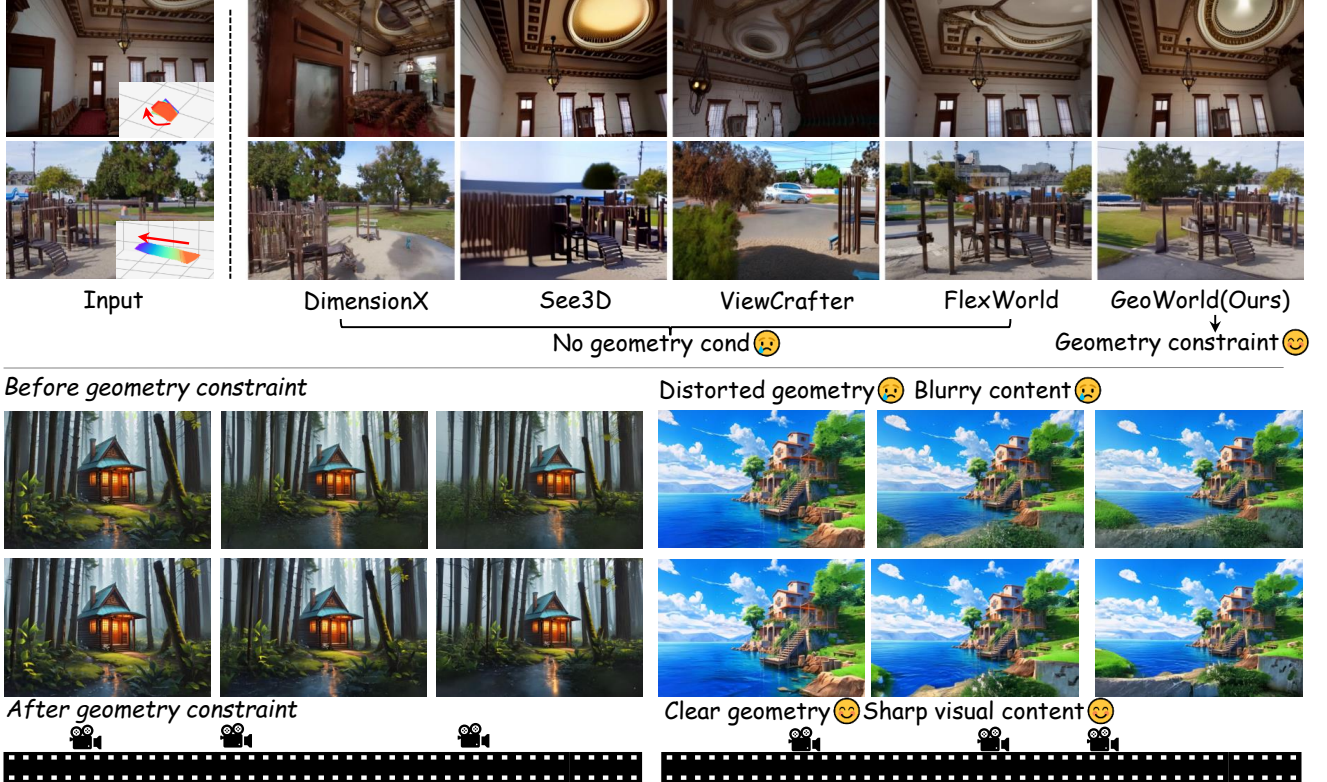 Input
DimensionX
See3D
ViewCrafter
FlexWorld
GeoWorld(Ours)
No geometry cond😢
Geometry constraint😊
Before geometry constraint
Distorted geometry😢 Blurry content😢
After geometry constraint
Clear geometry😊Sharp visual content😊